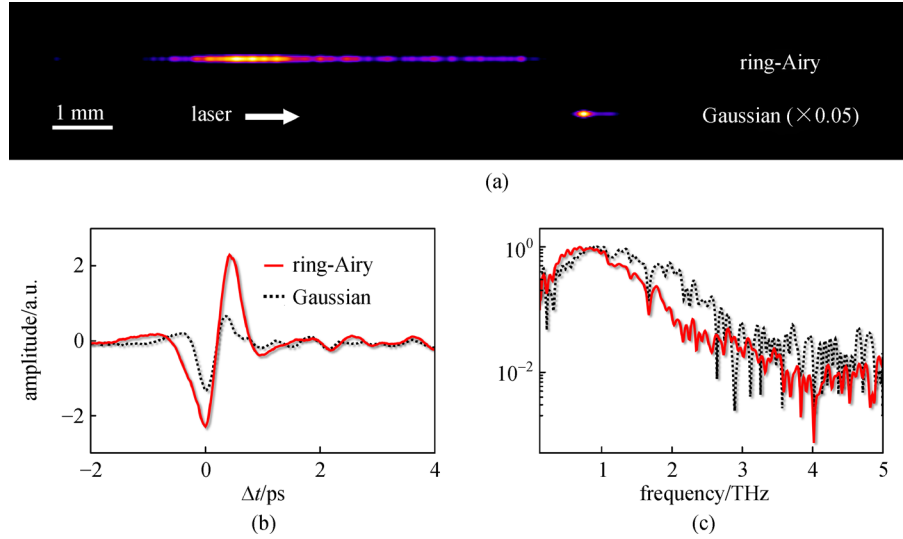 ring-Airy
1 mm
laser
Gaussian (×0.05)
(a)
2
0
−2
amplitude/a.u.
ring-Airy
Gaussian
−2
0
2
4
Δt/ps
(b)
10⁰
10⁻²
1
2
3
4
5
frequency/THz
(c)